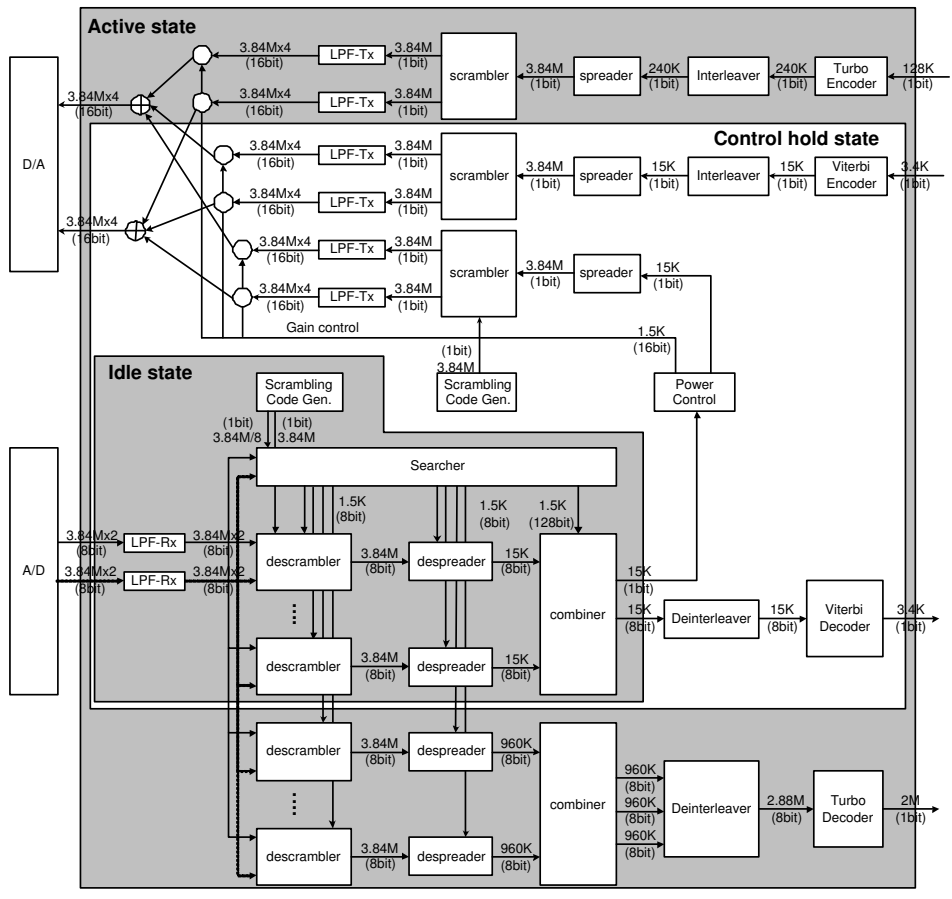 Active state
3.84Mx4
(16bit)
LPF-Tx
3.84M
(1bit)
scrambler
3.84M
(1bit)
spreader
240K
(1bit)
Interleaver
240K
(1bit)
Turbo
Encoder
128K
(1bit)
3.84Mx4
(16bit)
LPF-Tx
3.84M
(1bit)
D/A
3.84Mx4
(16bit)
3.84Mx4
(16bit)
Control hold state
3.84Mx4
(16bit)
LPF-Tx
3.84M
(1bit)
scrambler
3.84M
(1bit)
spreader
15K
(1bit)
Interleaver
15K
(1bit)
Viterbi
Encoder
3.4K
(1bit)
3.84Mx4
(16bit)
LPF-Tx
3.84M
(1bit)
3.84Mx4
(16bit)
LPF-Tx
3.84M
(1bit)
scrambler
3.84M
(1bit)
spreader
15K
(1bit)
3.84Mx4
(16bit)
LPF-Tx
3.84M
(1bit)
Gain control
1.5K
(16bit)
(1bit)
3.84M
Scrambling
Code Gen.
Power
Control
Idle state
Scrambling
Code Gen.
(1bit)
3.84M/8
(1bit)
3.84M
Searcher
1.5K
(8bit)
1.5K
(8bit)
1.5K
(128bit)
A/D
3.84Mx2
(8bit)
LPF-Rx
3.84Mx2
(8bit)
3.84Mx2
(8bit)
LPF-Rx
3.84Mx2
(8bit)
descrambler
3.84M
(8bit)
despreader
15K
(8bit)
combiner
15K
(1bit)
15K
(8bit)
Deinterleaver
15K
(8bit)
Viterbi
Decoder
3.4K
(1bit)
descrambler
3.84M
(8bit)
despreader
15K
(8bit)
descrambler
3.84M
(8bit)
despreader
960K
(8bit)
combiner
960K
(8bit)
960K
(8bit)
960K
(8bit)
Deinterleaver
2.88M
(8bit)
Turbo
Decoder
2M
(1bit)
descrambler
3.84M
(8bit)
despreader
960K
(8bit)